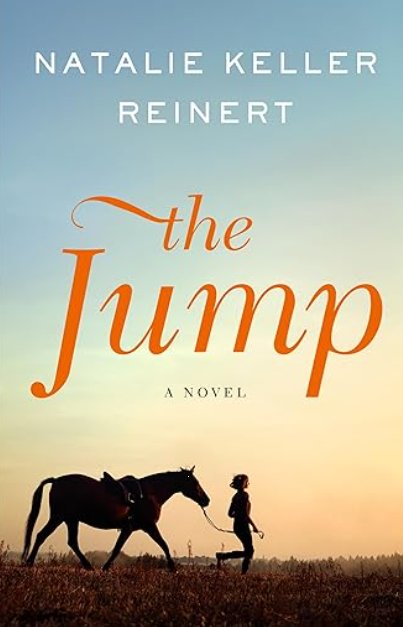 NATALIE KELLER
REINERT
the
Jump
A NOVEL